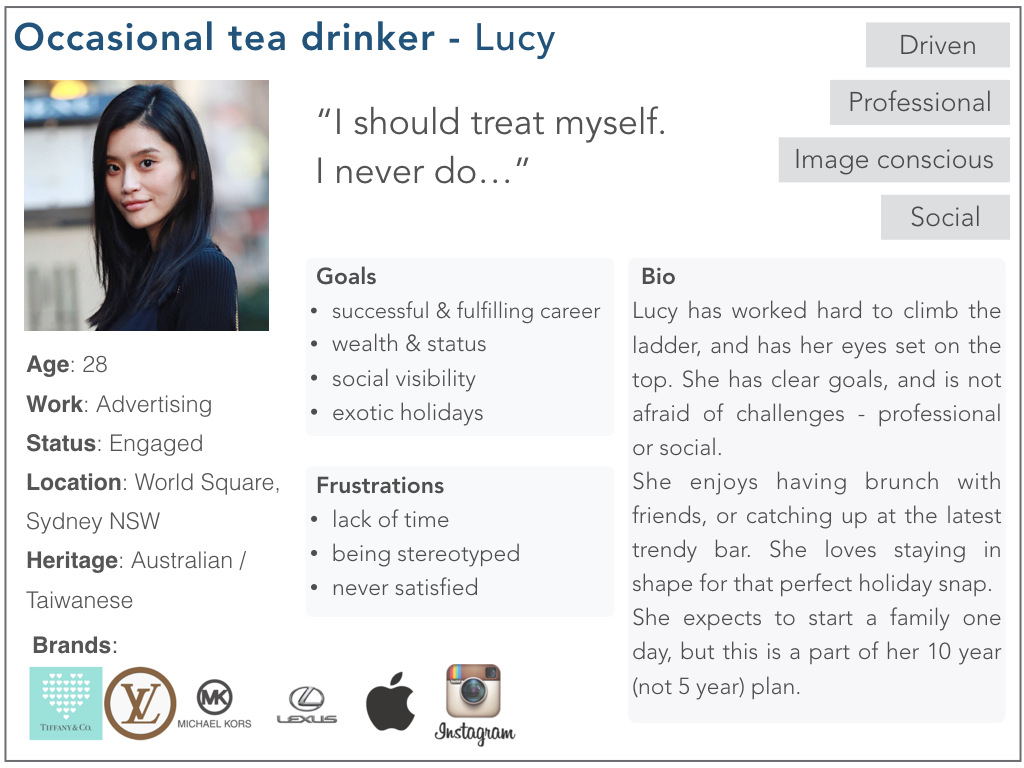 Occasional tea drinker - Lucy
Driven
Professional
Image conscious
Social
“I should treat myself.
I never do…”
Age: 28
Work: Advertising
Status: Engaged
Location: World Square,
Sydney NSW
Heritage: Australian /
Taiwanese
Brands:
TIFFANY & CO.
LV
MK
MICHAEL KORS
LEXUS
Instagram
Goals
• successful & fulfilling career
• wealth & status
• social visibility
• exotic holidays
Frustrations
• lack of time
• being stereotyped
• never satisfied
Bio
Lucy has worked hard to climb the
ladder, and has her eyes set on the
top. She has clear goals, and is not
afraid of challenges - professional
or social.
She enjoys having brunch with
friends, or catching up at the latest
trendy bar. She loves staying in
shape for that perfect holiday snap.
She expects to start a family one
day, but this is a part of her 10 year
(not 5 year) plan.